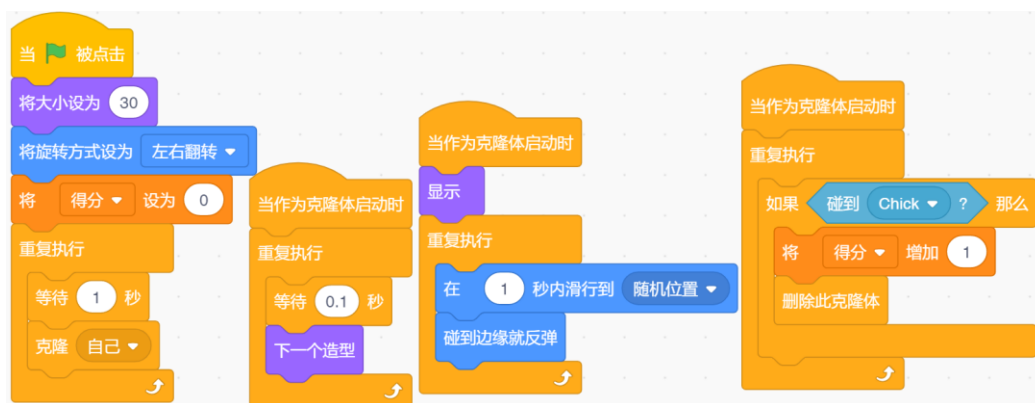 当 被点击
将大小设为 30
将旋转方式设为 左右翻转
将 得分 设为 0
重复执行
等待 1 秒
克隆 自己
当作为克隆体启动时
重复执行
等待 0.1 秒
下一个造型
当作为克隆体启动时
显示
重复执行
在 1 秒内滑行到 随机位置
碰到边缘就反弹
当作为克隆体启动时
重复执行
如果 碰到 Chick ? 那么
将 得分 增加 1
删除此克隆体